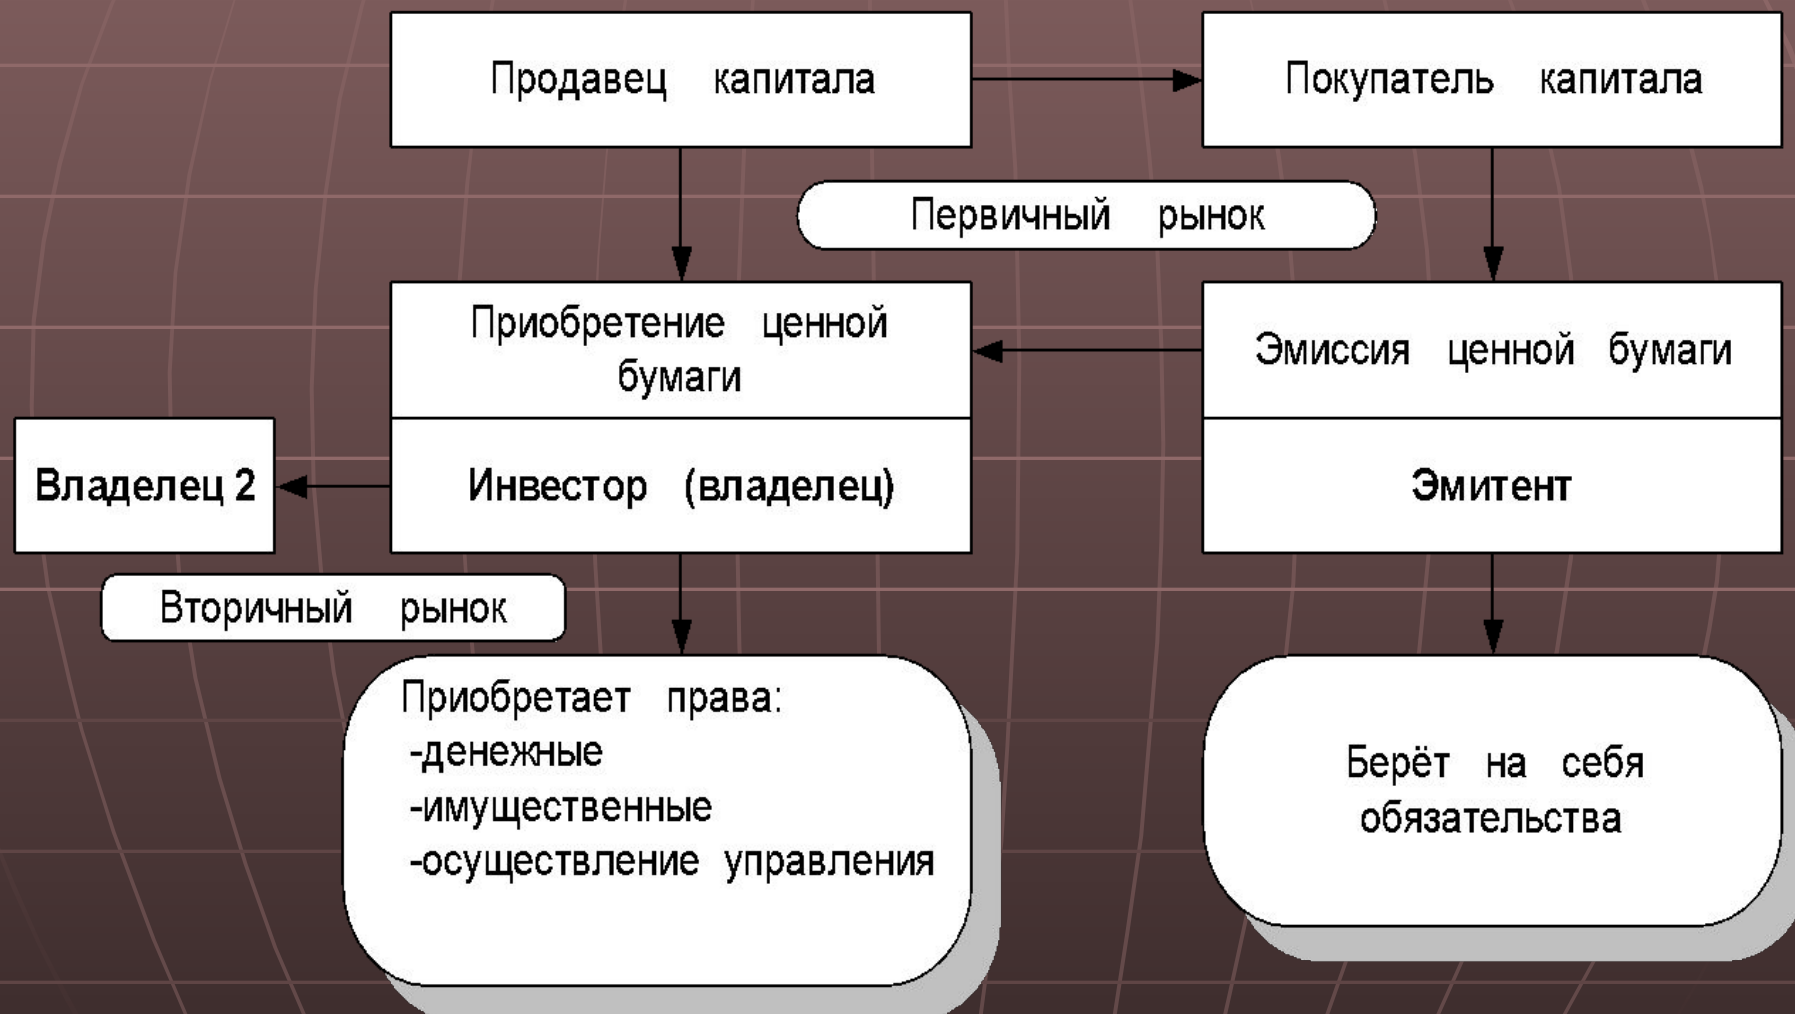 Продавец капитала
Покупатель капитала
Первичный рынок
Приобретение ценной
бумаги
Эмиссия ценной бумаги
Владелец 2
Инвестор (владелец)
Эмитент
Вторичный рынок
Приобретает права:
-денежные
-имущественные
-осуществление управления
Берёт на себя
обязательства